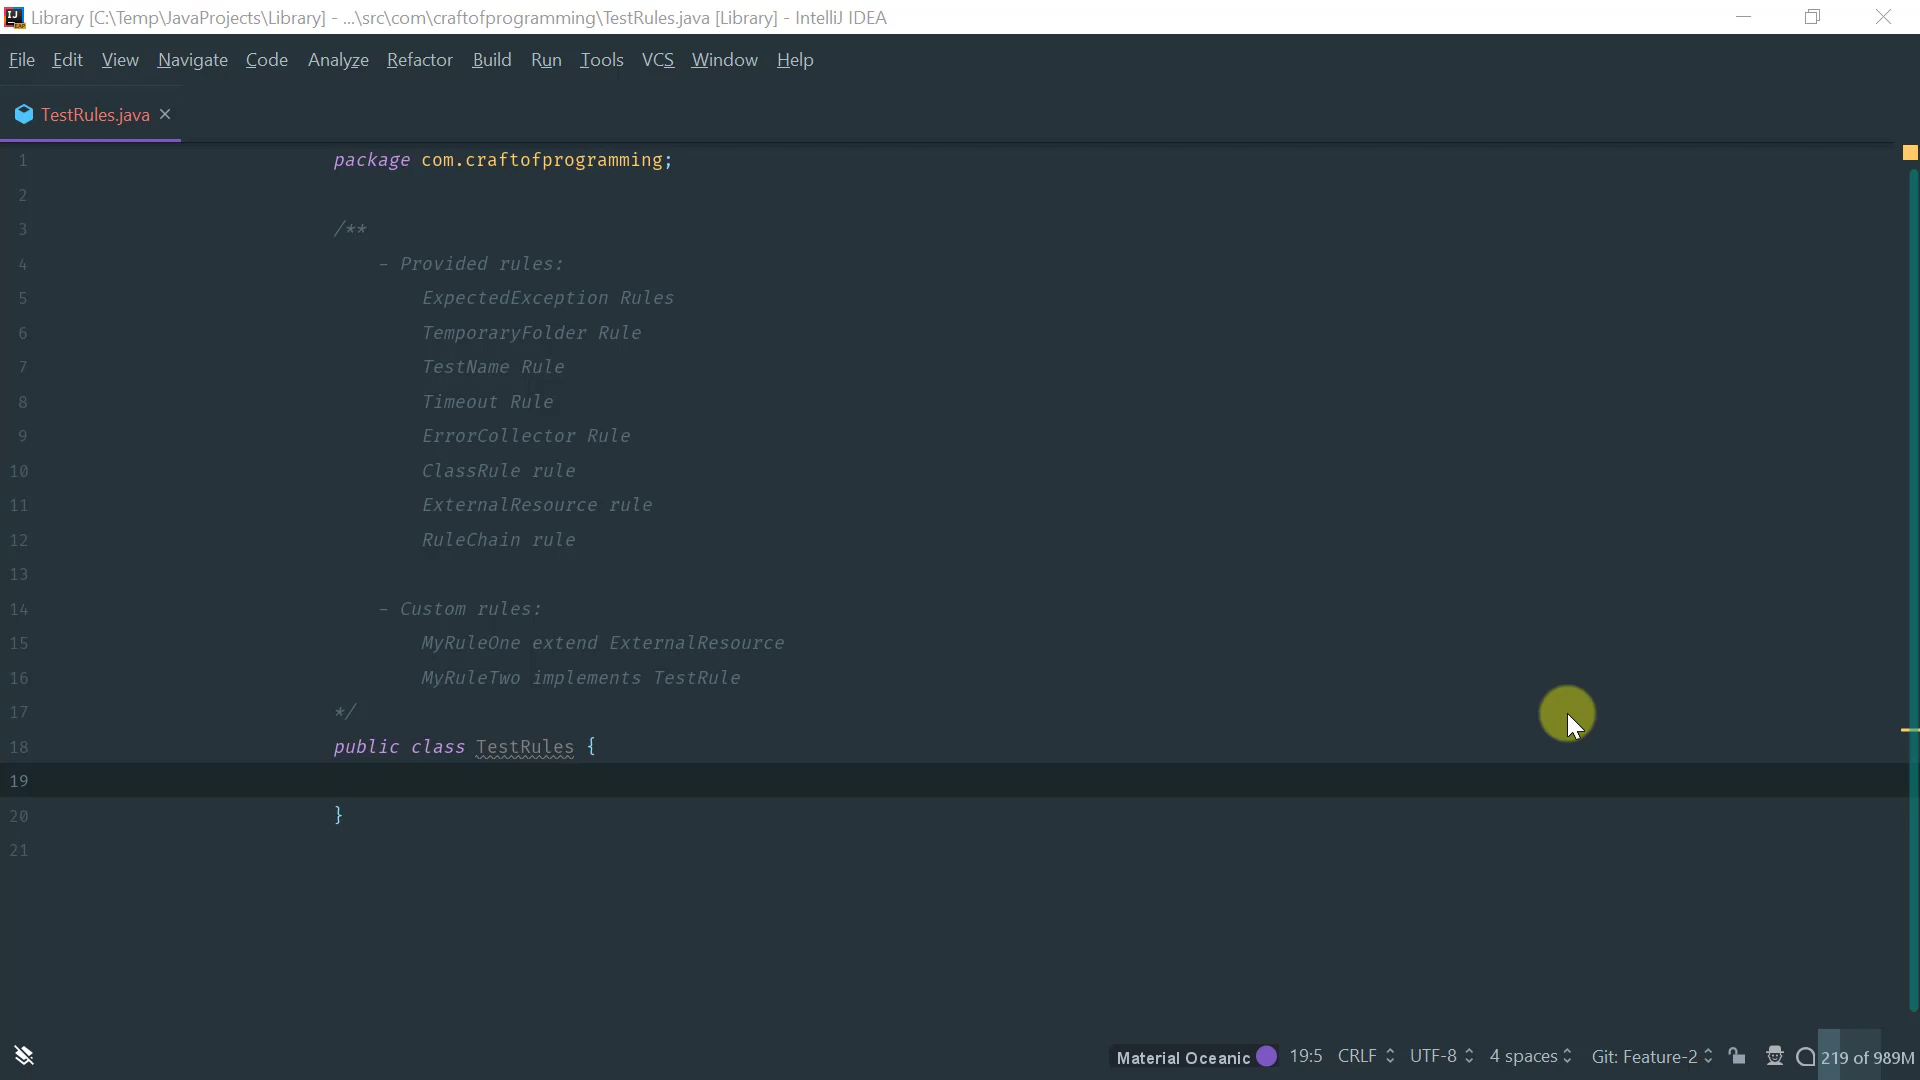 Library [C:\Temp\JavaProjects\Library] - ...\src\com\craftofprogramming\TestRules.java [Library] - IntelliJ IDEA
File Edit View Navigate Code Analyze Refactor Build Run Tools VCS Window Help
TestRules.java
1 package com.craftofprogramming;
2
3 /**
4 - Provided rules:
5 ExpectedException Rules
6 TemporaryFolder Rule
7 TestName Rule
8 Timeout Rule
9 ErrorCollector Rule
10 ClassRule rule
11 ExternalResource rule
12 RuleChain rule
13
14 - Custom rules:
15 MyRuleOne extend ExternalResource
16 MyRuleTwo implements TestRule
17 */
18 public class TestRules {
19
20 }
21
Material Oceanic 19:5 CRLF UTF-8 4 spaces Git: Feature-2 219 of 989M